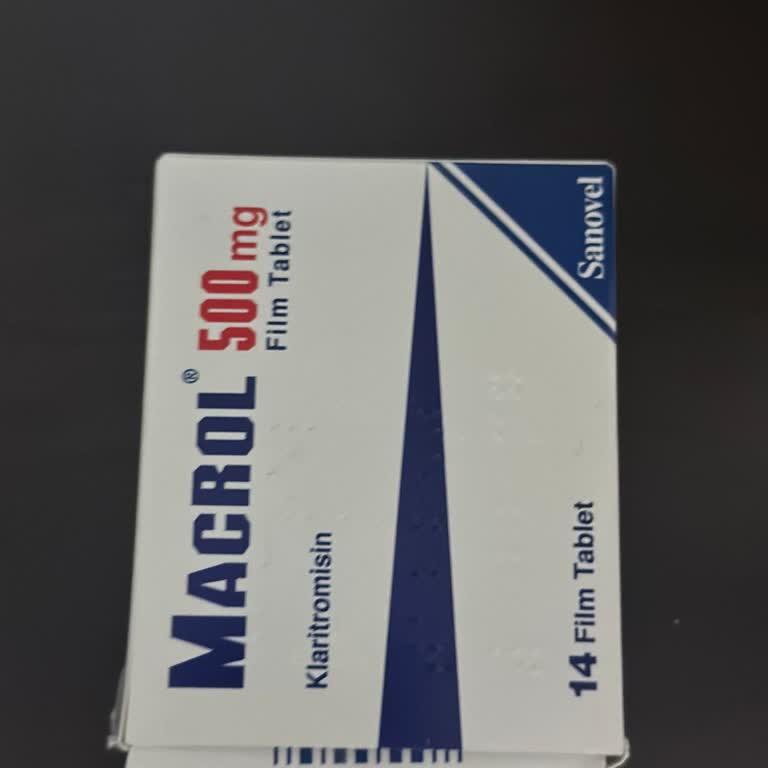 MACROL® 500 mg
Film Tablet
Klaritromisin
14 Film Tablet
Sanovel